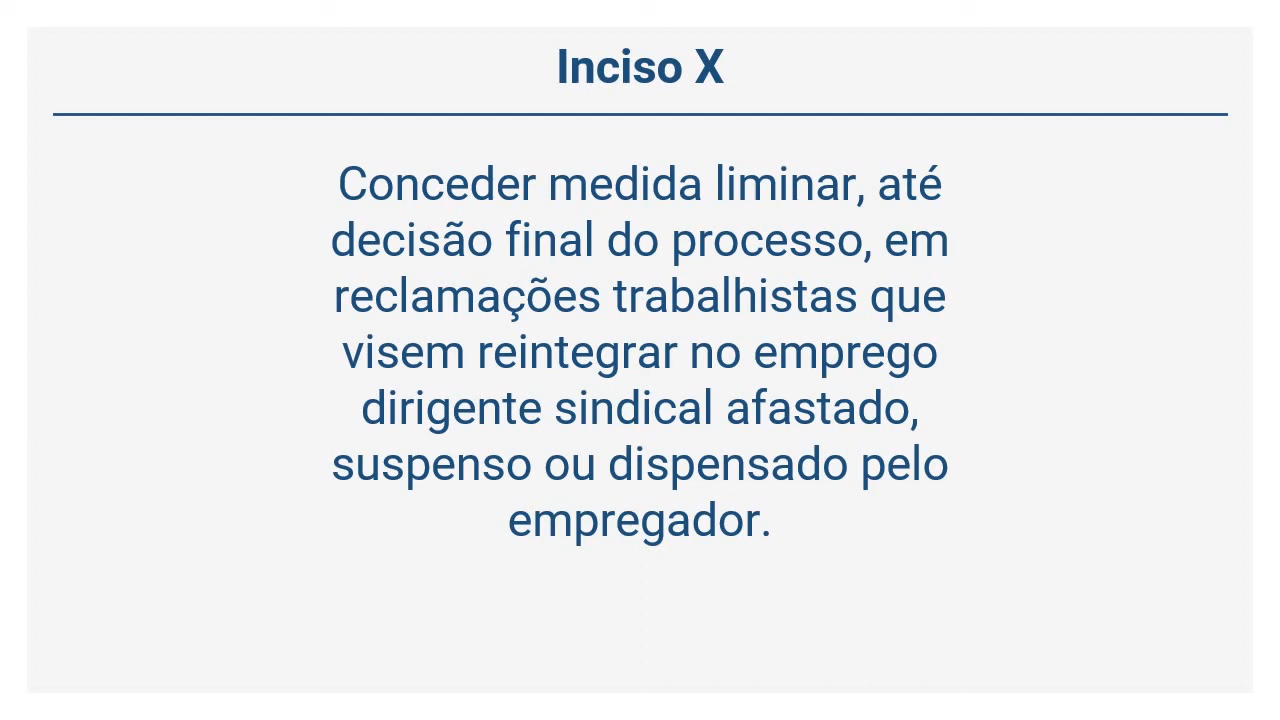 Inciso X
Conceder medida liminar, até
decisão final do processo, em
reclamações trabalhistas que
visem reintegrar no emprego
dirigente sindical afastado,
suspenso ou dispensado pelo
empregador.